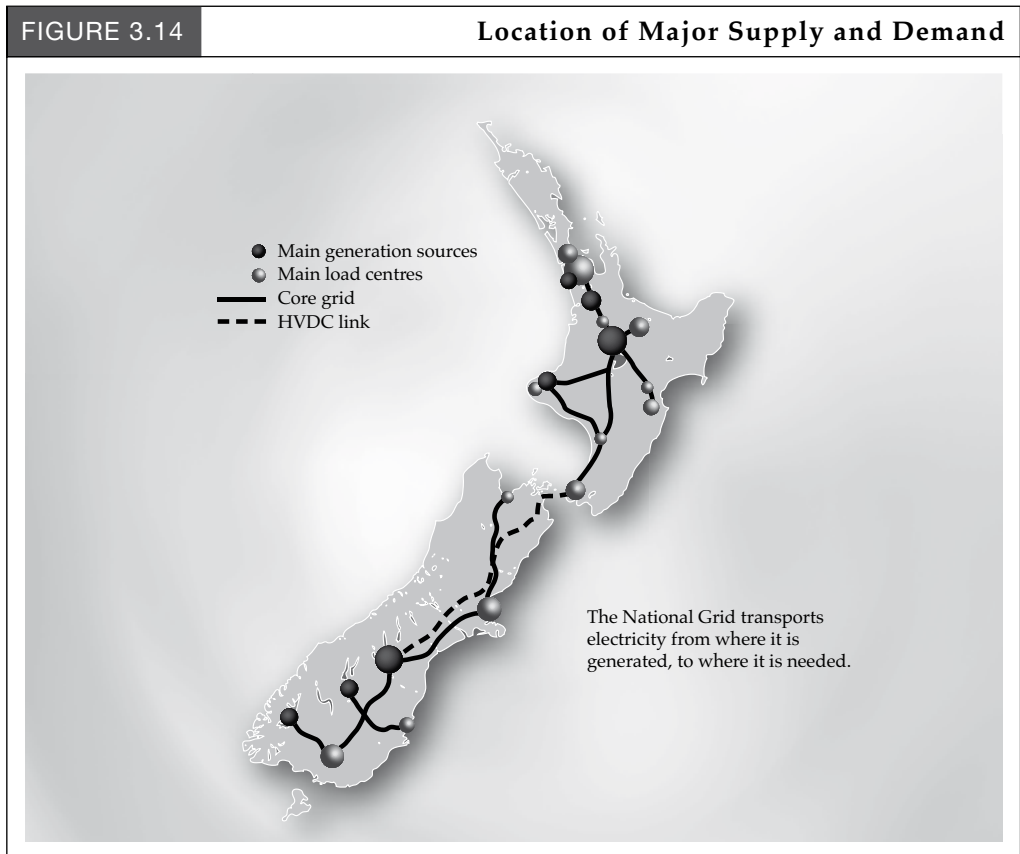 FIGURE 3.14
Location of Major Supply and Demand
Main generation sources
Main load centres
Core grid
HVDC link
The National Grid transports
electricity from where it is
generated, to where it is needed.